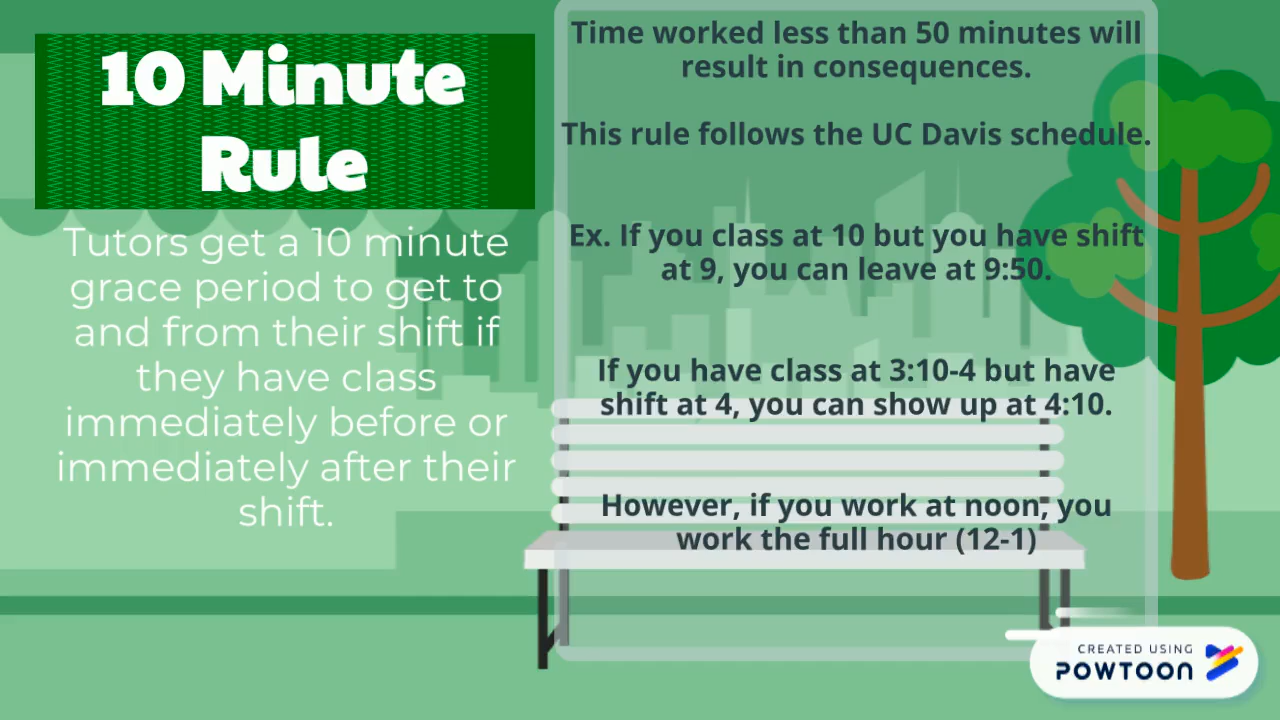 10 Minute
Rule
Tutors get a 10 minute
grace period to get to
and from their shift if
they have class
immediately before or
immediately after their
shift.
Time worked less than 50 minutes will
result in consequences.
This rule follows the UC Davis schedule.
Ex. If you class at 10 but you have shift
at 9, you can leave at 9:50.
If you have class at 3:10-4 but have
shift at 4, you can show up at 4:10.
However, if you work at noon, you
work the full hour (12-1)
CREATED USING
POWTOON